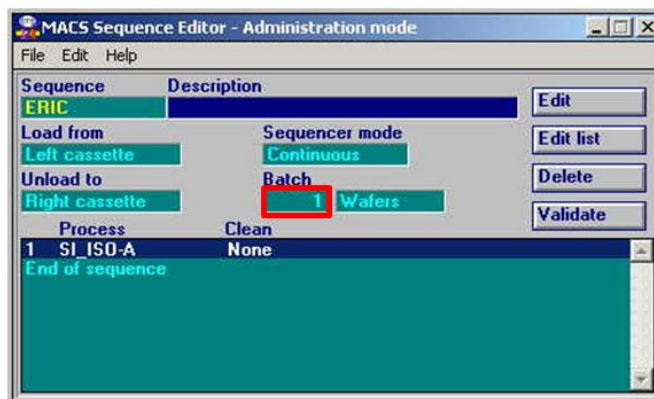 MACS Sequence Editor - Administration mode
File Edit Help
Sequence Description
ERIC
Edit
Load from Sequencer mode
Edit list
Left cassette Continuous
Unload to Batch
Delete
Right cassette 1 Wafers
Validate
Process Clean
1 SI_ISO-A None
End of sequence